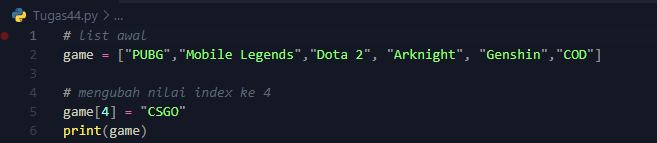 Tugas44.py > ...
1 # list awal
2 game = ["PUBG","Mobile Legends","Dota 2", "Arknight", "Genshin","COD"]
3
4 # mengubah nilai index ke 4
5 game[4] = "CSGO"
6 print(game)